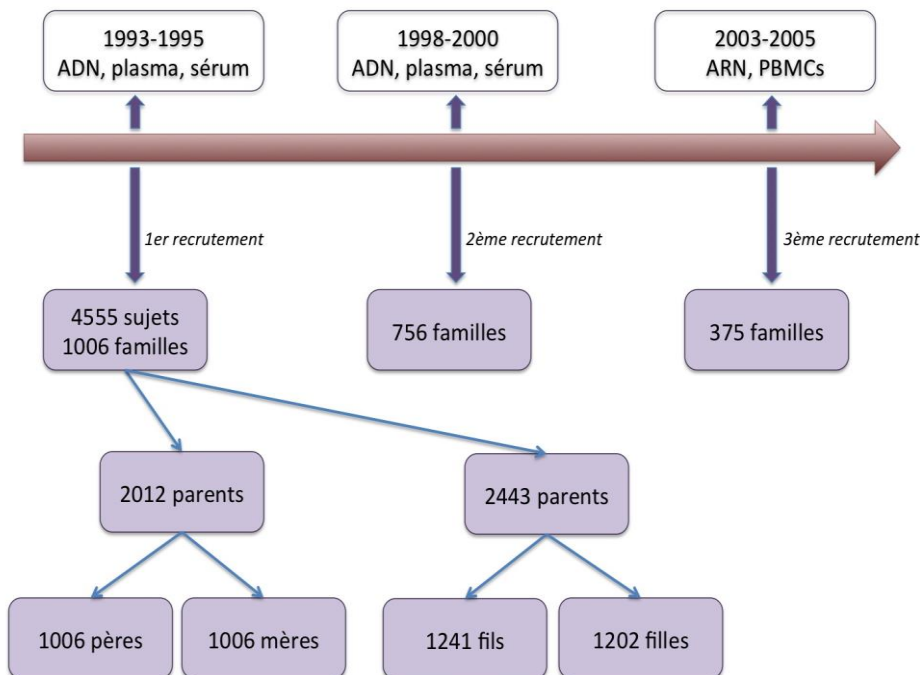 1993-1995
ADN, plasma, sérum
1998-2000
ADN, plasma, sérum
2003-2005
ARN, PBMCs
1er recrutement
2ème recrutement
3ème recrutement
4555 sujets
1006 familles
756 familles
375 familles
2012 parents
2443 parents
1006 pères
1006 mères
1241 fils
1202 filles